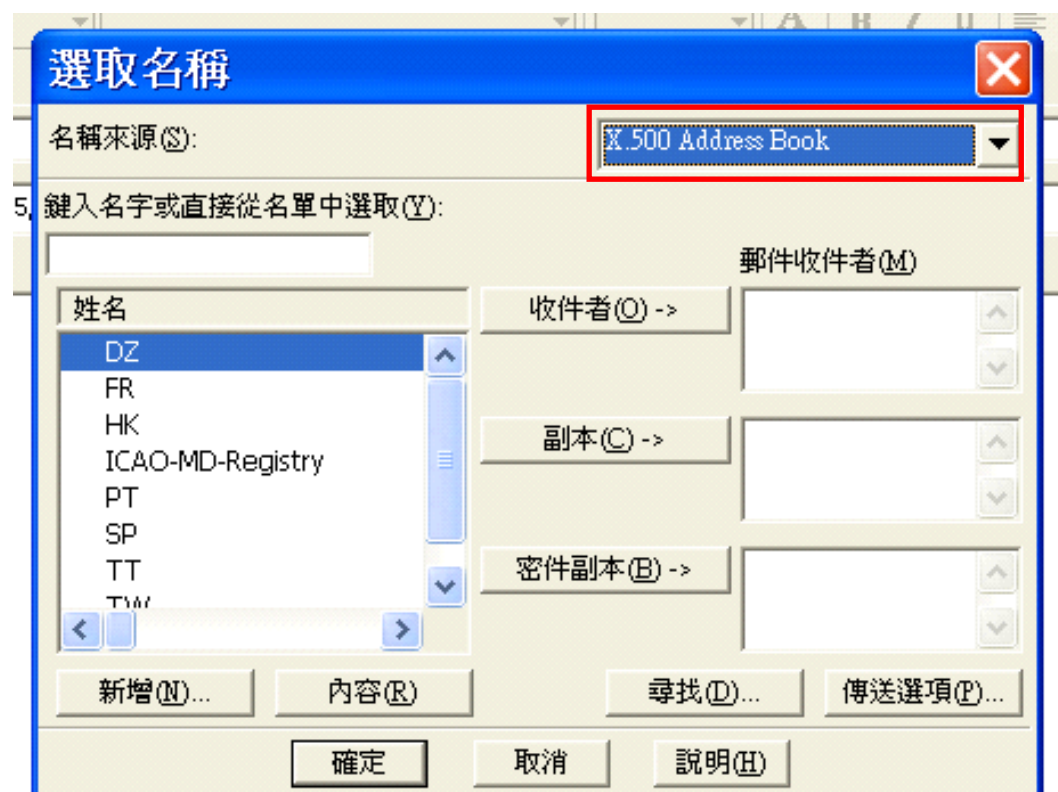 選取名稱
名稱來源(S):
X.500 Address Book
5,
鍵入名字或直接從名單中選取(Y):
郵件收件者(M)
姓名
收件者(O) ->
DZ
FR
HK
副本(C) ->
ICAO-MD-Registry
PT
SP
TT
密件副本(B) ->
TW
新增(N)...
內容(R)
尋找(D)...
傳送選項(P)...
確定
取消
說明(H)